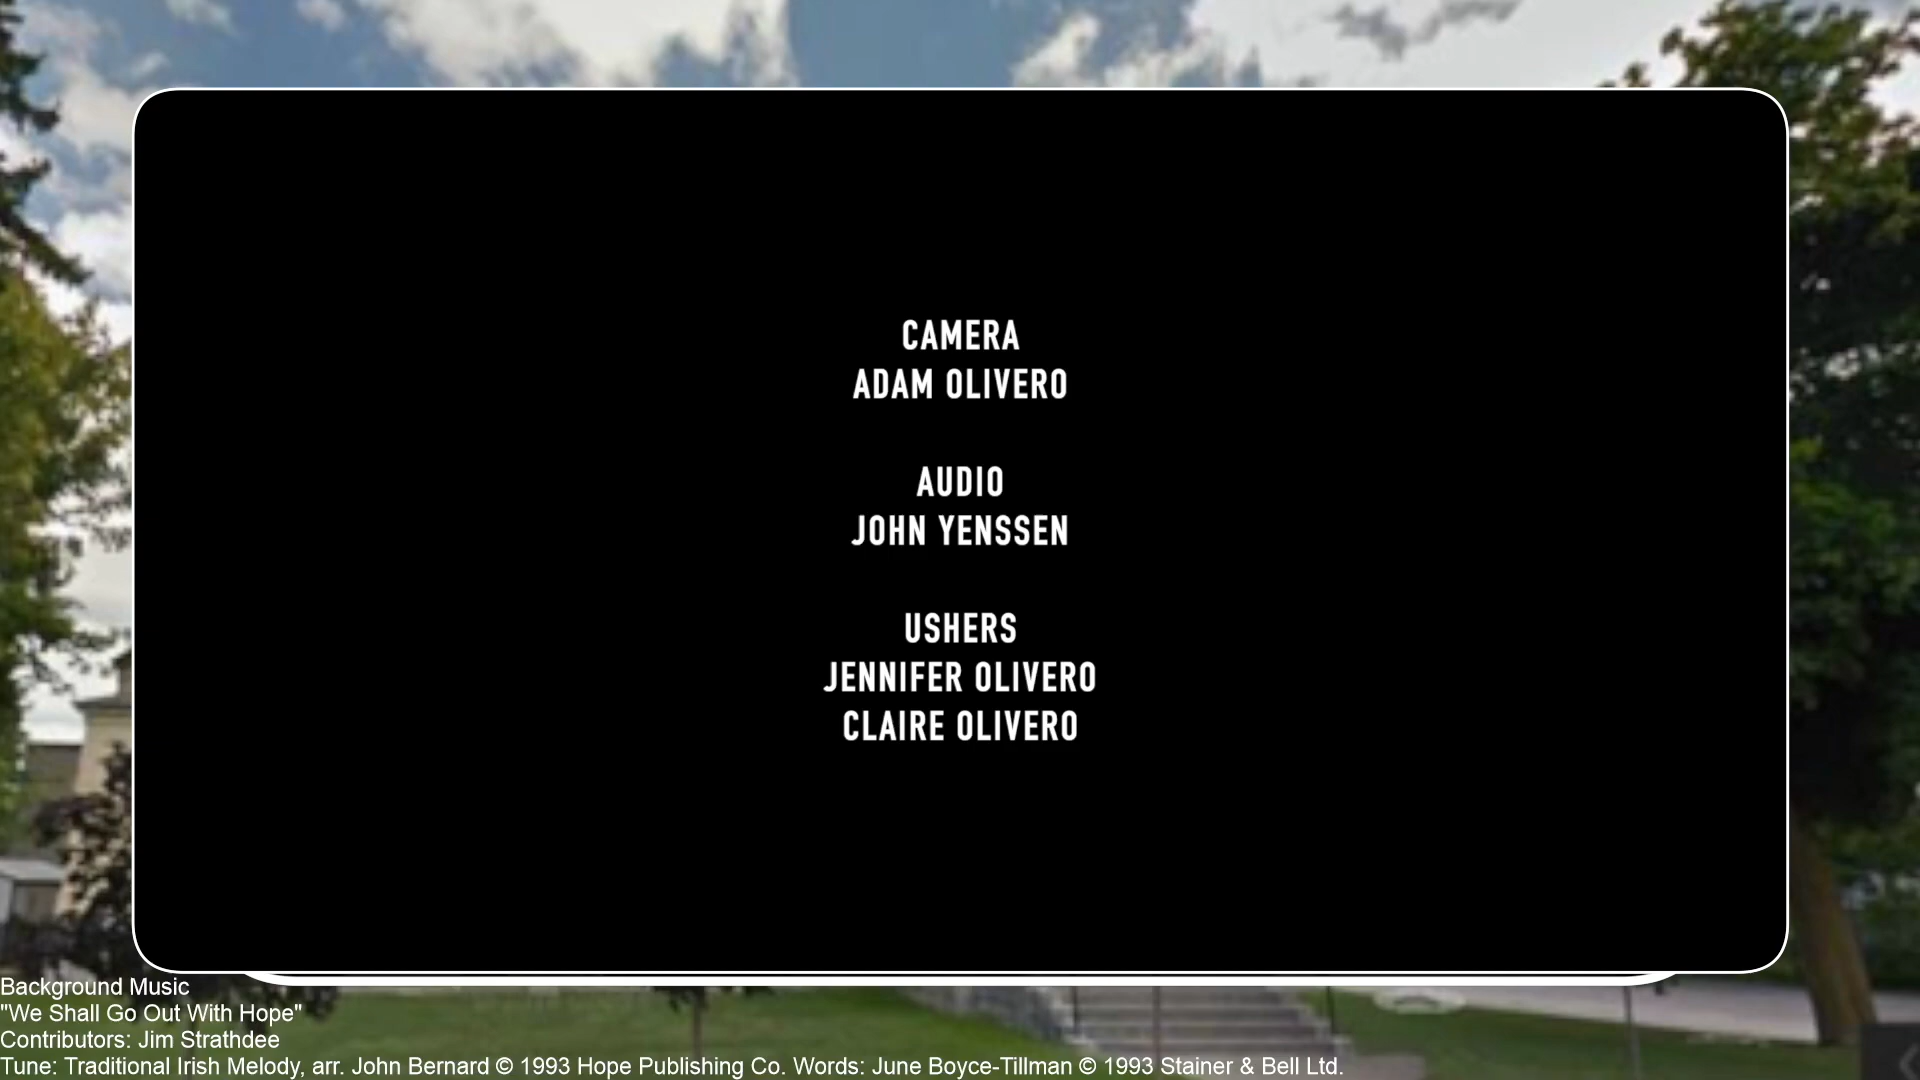 CAMERA
ADAM OLIVERO
AUDIO
JOHN YENSSEN
USHERS
JENNIFER OLIVERO
CLAIRE OLIVERO
Background Music
"We Shall Go Out With Hope"
Contributors: Jim Strathdee
Tune: Traditional Irish Melody, arr. John Bernard © 1993 Hope Publishing Co. Words: June Boyce-Tillman © 1993 Stainer & Bell Ltd.